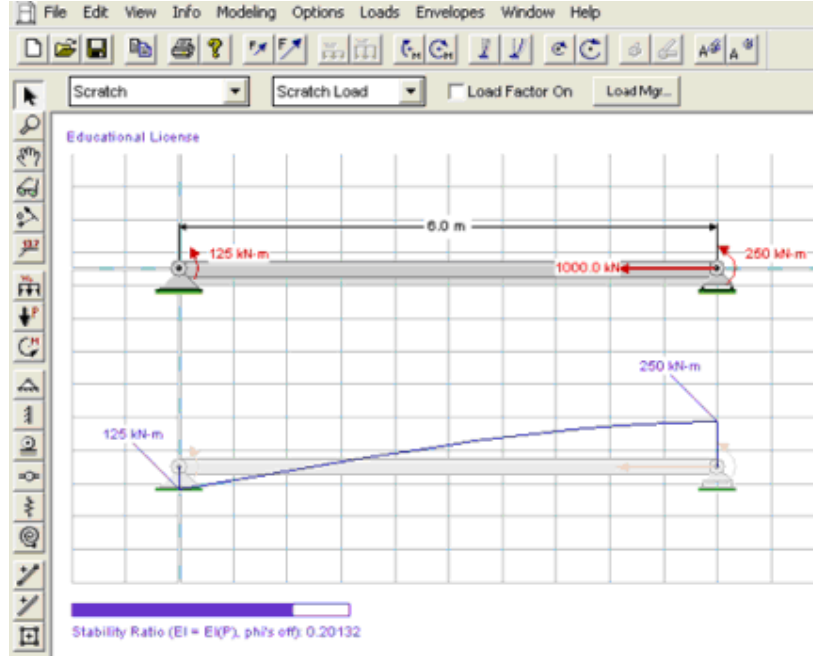 File Edit View Info Modeling Options Loads Envelopes Window Help
Scratch Scratch Load Load Factor On Load Mgr...
Educational License
6.0 m
125 kN-m 1000.0 kN 250 kN-m
250 kN-m
125 kN-m
Stability Ratio (EI = EI(P), phi's off): 0.20132